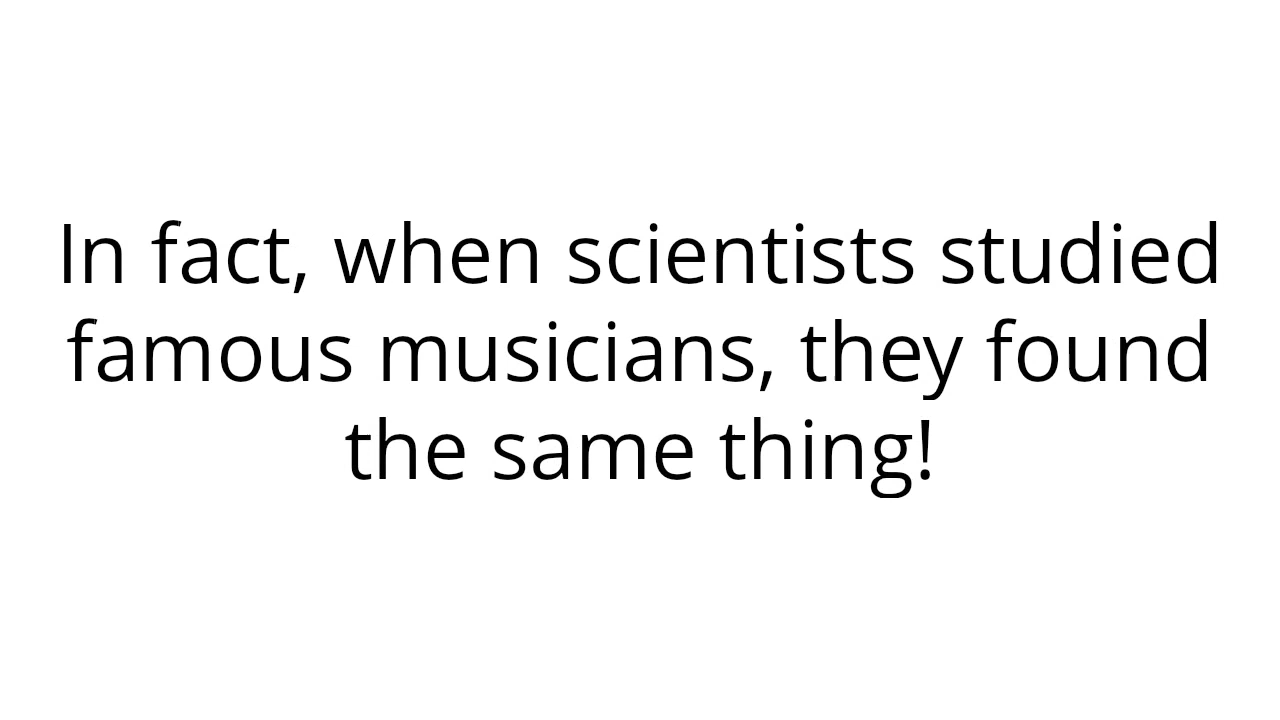 In fact, when scientists studied
famous musicians, they found
the same thing!